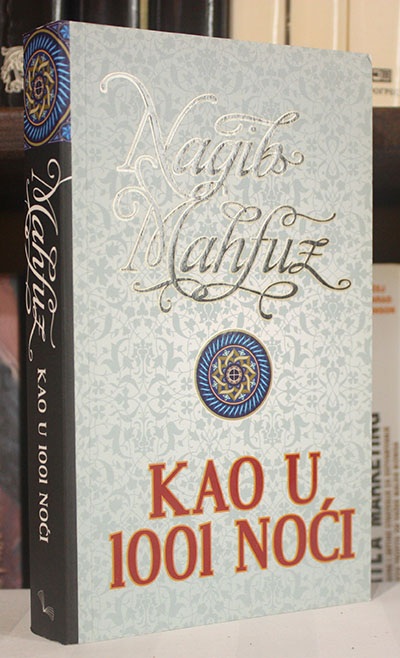 Nagib
Mahfuz
KAO U
1001 NOĆI
Mahfuz
KAO U 1001 NOĆI